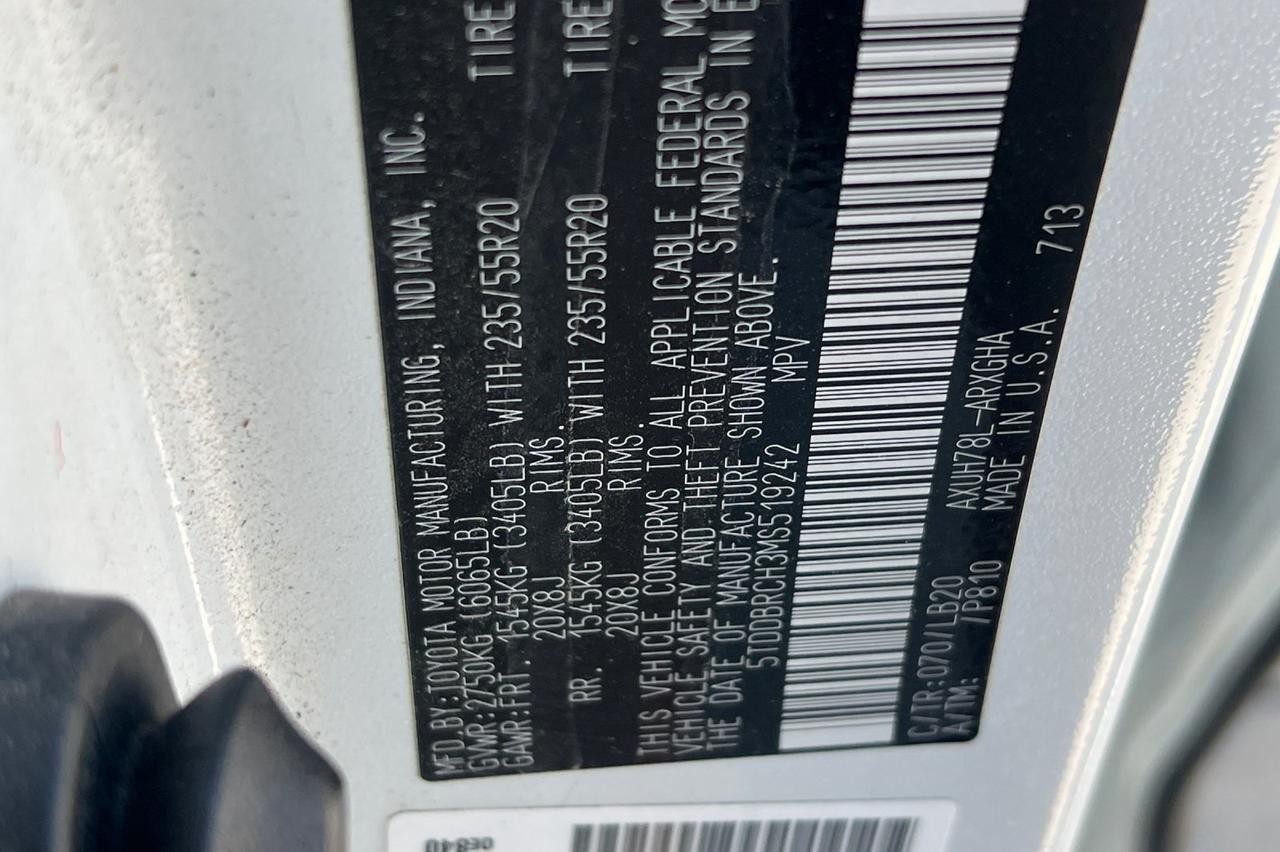 MFD.BY:TOYOTA MOTOR MANUFACTURING, INDIANA, INC.
GVWR:2750KG (6065LB)
GAWR:FRT. 1545KG (3405LB) WITH 235/55R20 TIRE
20X8J RIMS.
RR. 1545KG (3405LB) WITH 235/55R20 TIRE
20X8J RIMS.
THIS VEHICLE CONFORMS TO ALL APPLICABLE FEDERAL MO
VEHICLE SAFETY AND THEFT PREVENTION STANDARDS IN E
THE DATE OF MANUFACTURE SHOWN ABOVE.
5TDDBRCH3MS519242 MPV
C/TR:070/LB20 AXUH78L-ARXGHA
A/TM: /P810 MADE IN U.S.A. 713
0E840